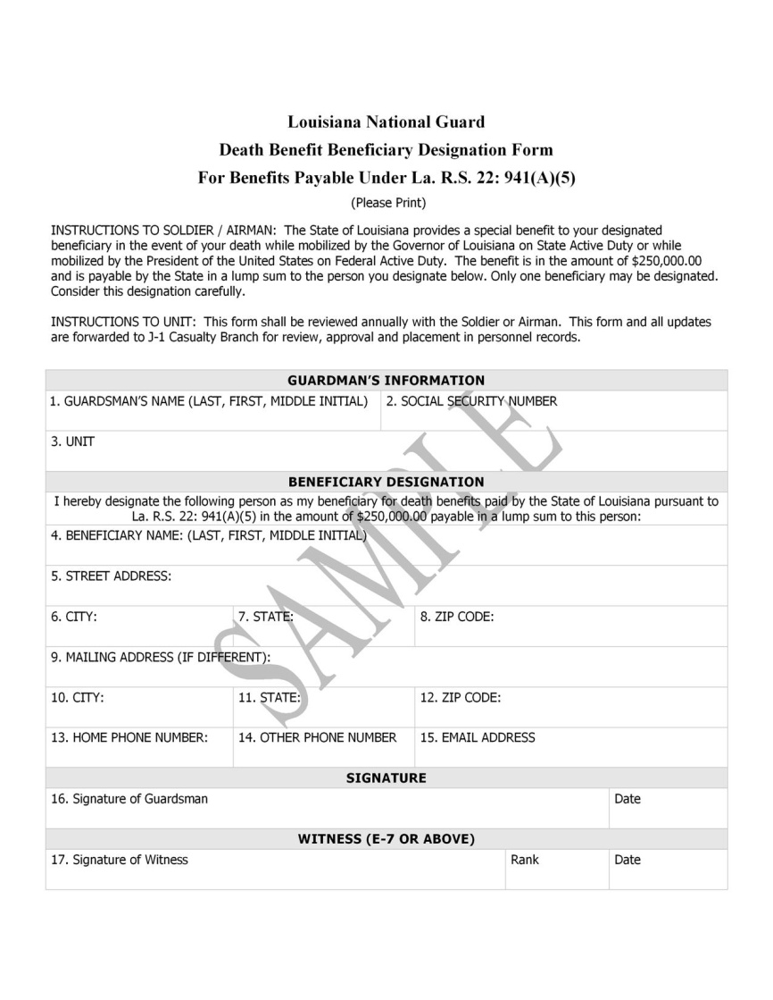 Louisiana National Guard
Death Benefit Beneficiary Designation Form
For Benefits Payable Under La. R.S. 22: 941(A)(5)
(Please Print)
INSTRUCTIONS TO SOLDIER / AIRMAN:  The State of Louisiana provides a special benefit to your designated
beneficiary in the event of your death while mobilized by the Governor of Louisiana on State Active Duty or while
mobilized by the President of the United States on Federal Active Duty.  The benefit is in the amount of $250,000.00
and is payable by the State in a lump sum to the person you designate below. Only one beneficiary may be designated.
Consider this designation carefully.
INSTRUCTIONS TO UNIT:  This form shall be reviewed annually with the Soldier or Airman.  This form and all updates
are forwarded to J-1 Casualty Branch for review, approval and placement in personnel records.
GUARDMAN'S INFORMATION
1. GUARDSMAN'S NAME (LAST, FIRST, MIDDLE INITIAL) 2. SOCIAL SECURITY NUMBER
3. UNIT
BENEFICIARY DESIGNATION
I hereby designate the following person as my beneficiary for death benefits paid by the State of Louisiana pursuant to
La. R.S. 22: 941(A)(5) in the amount of $250,000.00 payable in a lump sum to this person:
4. BENEFICIARY NAME: (LAST, FIRST, MIDDLE INITIAL)
5. STREET ADDRESS:
6. CITY: 7. STATE: 8. ZIP CODE:
9. MAILING ADDRESS (IF DIFFERENT):
10. CITY: 11. STATE: 12. ZIP CODE:
13. HOME PHONE NUMBER: 14. OTHER PHONE NUMBER 15. EMAIL ADDRESS
SIGNATURE
16. Signature of Guardsman Date
WITNESS (E-7 OR ABOVE)
17. Signature of Witness Rank Date
SAMPLE